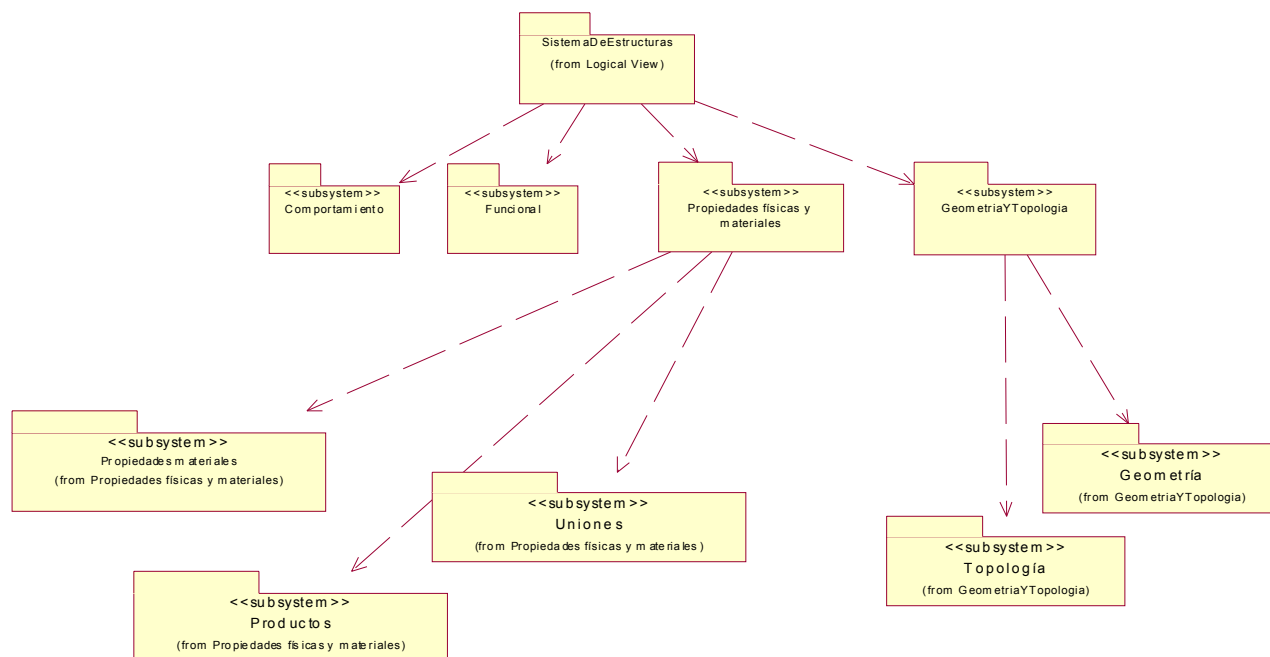 SistemaDeEstructuras
(from Logical View)
<<subsystem>>
Comportamiento
<<subsystem>>
Funcional
<<subsystem>>
Propiedades físicas y
materiales
<<subsystem>>
GeometriaYTopologia
<<subsystem>>
Propiedades materiales
(from Propiedades físicas y materiales)
<<subsystem>>
Uniones
(from Propiedades físicas y materiales)
<<subsystem>>
Productos
(from Propiedades físicas y materiales)
<<subsystem>>
Geometría
(from GeometriaYTopologia)
<<subsystem>>
Topología
(from GeometriaYTopologia)